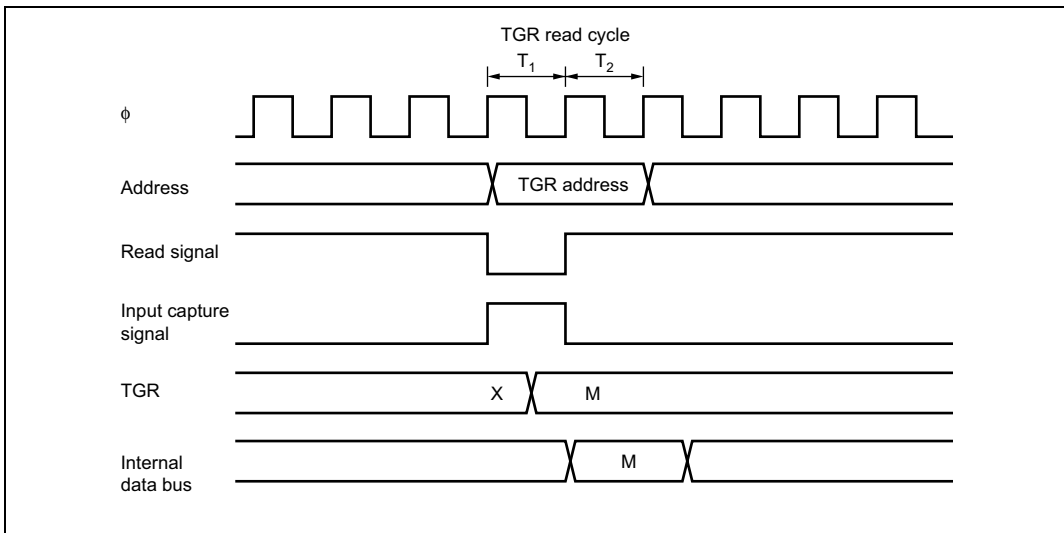 TGR read cycle
T1 T2
ϕ
Address
TGR address
Read signal
Input capture
signal
TGR
X
M
Internal
data bus
M